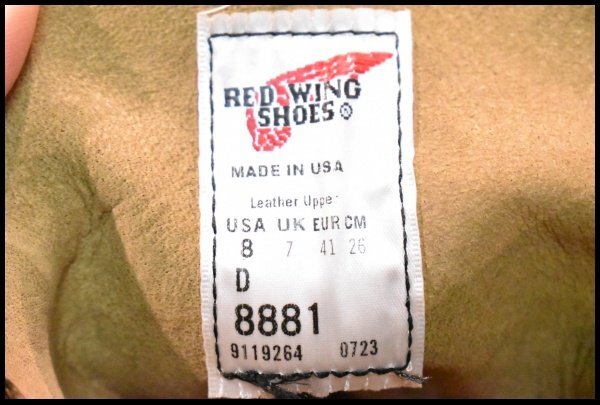 RED WING
SHOES ®
MADE IN USA
Leather Upper
USA UK EUR CM
8 7 41 26
D
8881
9119264 0723